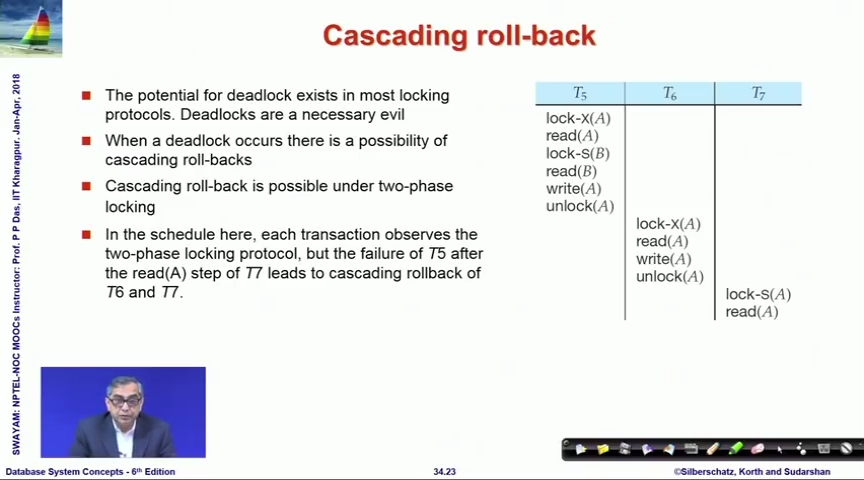 Cascading roll-back
The potential for deadlock exists in most locking
protocols. Deadlocks are a necessary evil
When a deadlock occurs there is a possibility of
cascading roll-backs
Cascading roll-back is possible under two-phase
locking
In the schedule here, each transaction observes the
two-phase locking protocol, but the failure of T5 after
the read(A) step of T7 leads to cascading rollback of
T6 and T7.
T5 T6 T7
lock-X(A)
read(A)
lock-S(B)
read(B)
write(A)
unlock(A)
lock-X(A)
read(A)
write(A)
unlock(A)
lock-S(A)
read(A)
SWAYAM: NPTEL-NOC MOOCs Instructor: Prof. P P Das, IIT Kharagpur. Jan-Apr, 2018
Database System Concepts - 6th Edition
34.23
©Silberschatz, Korth and Sudarshan